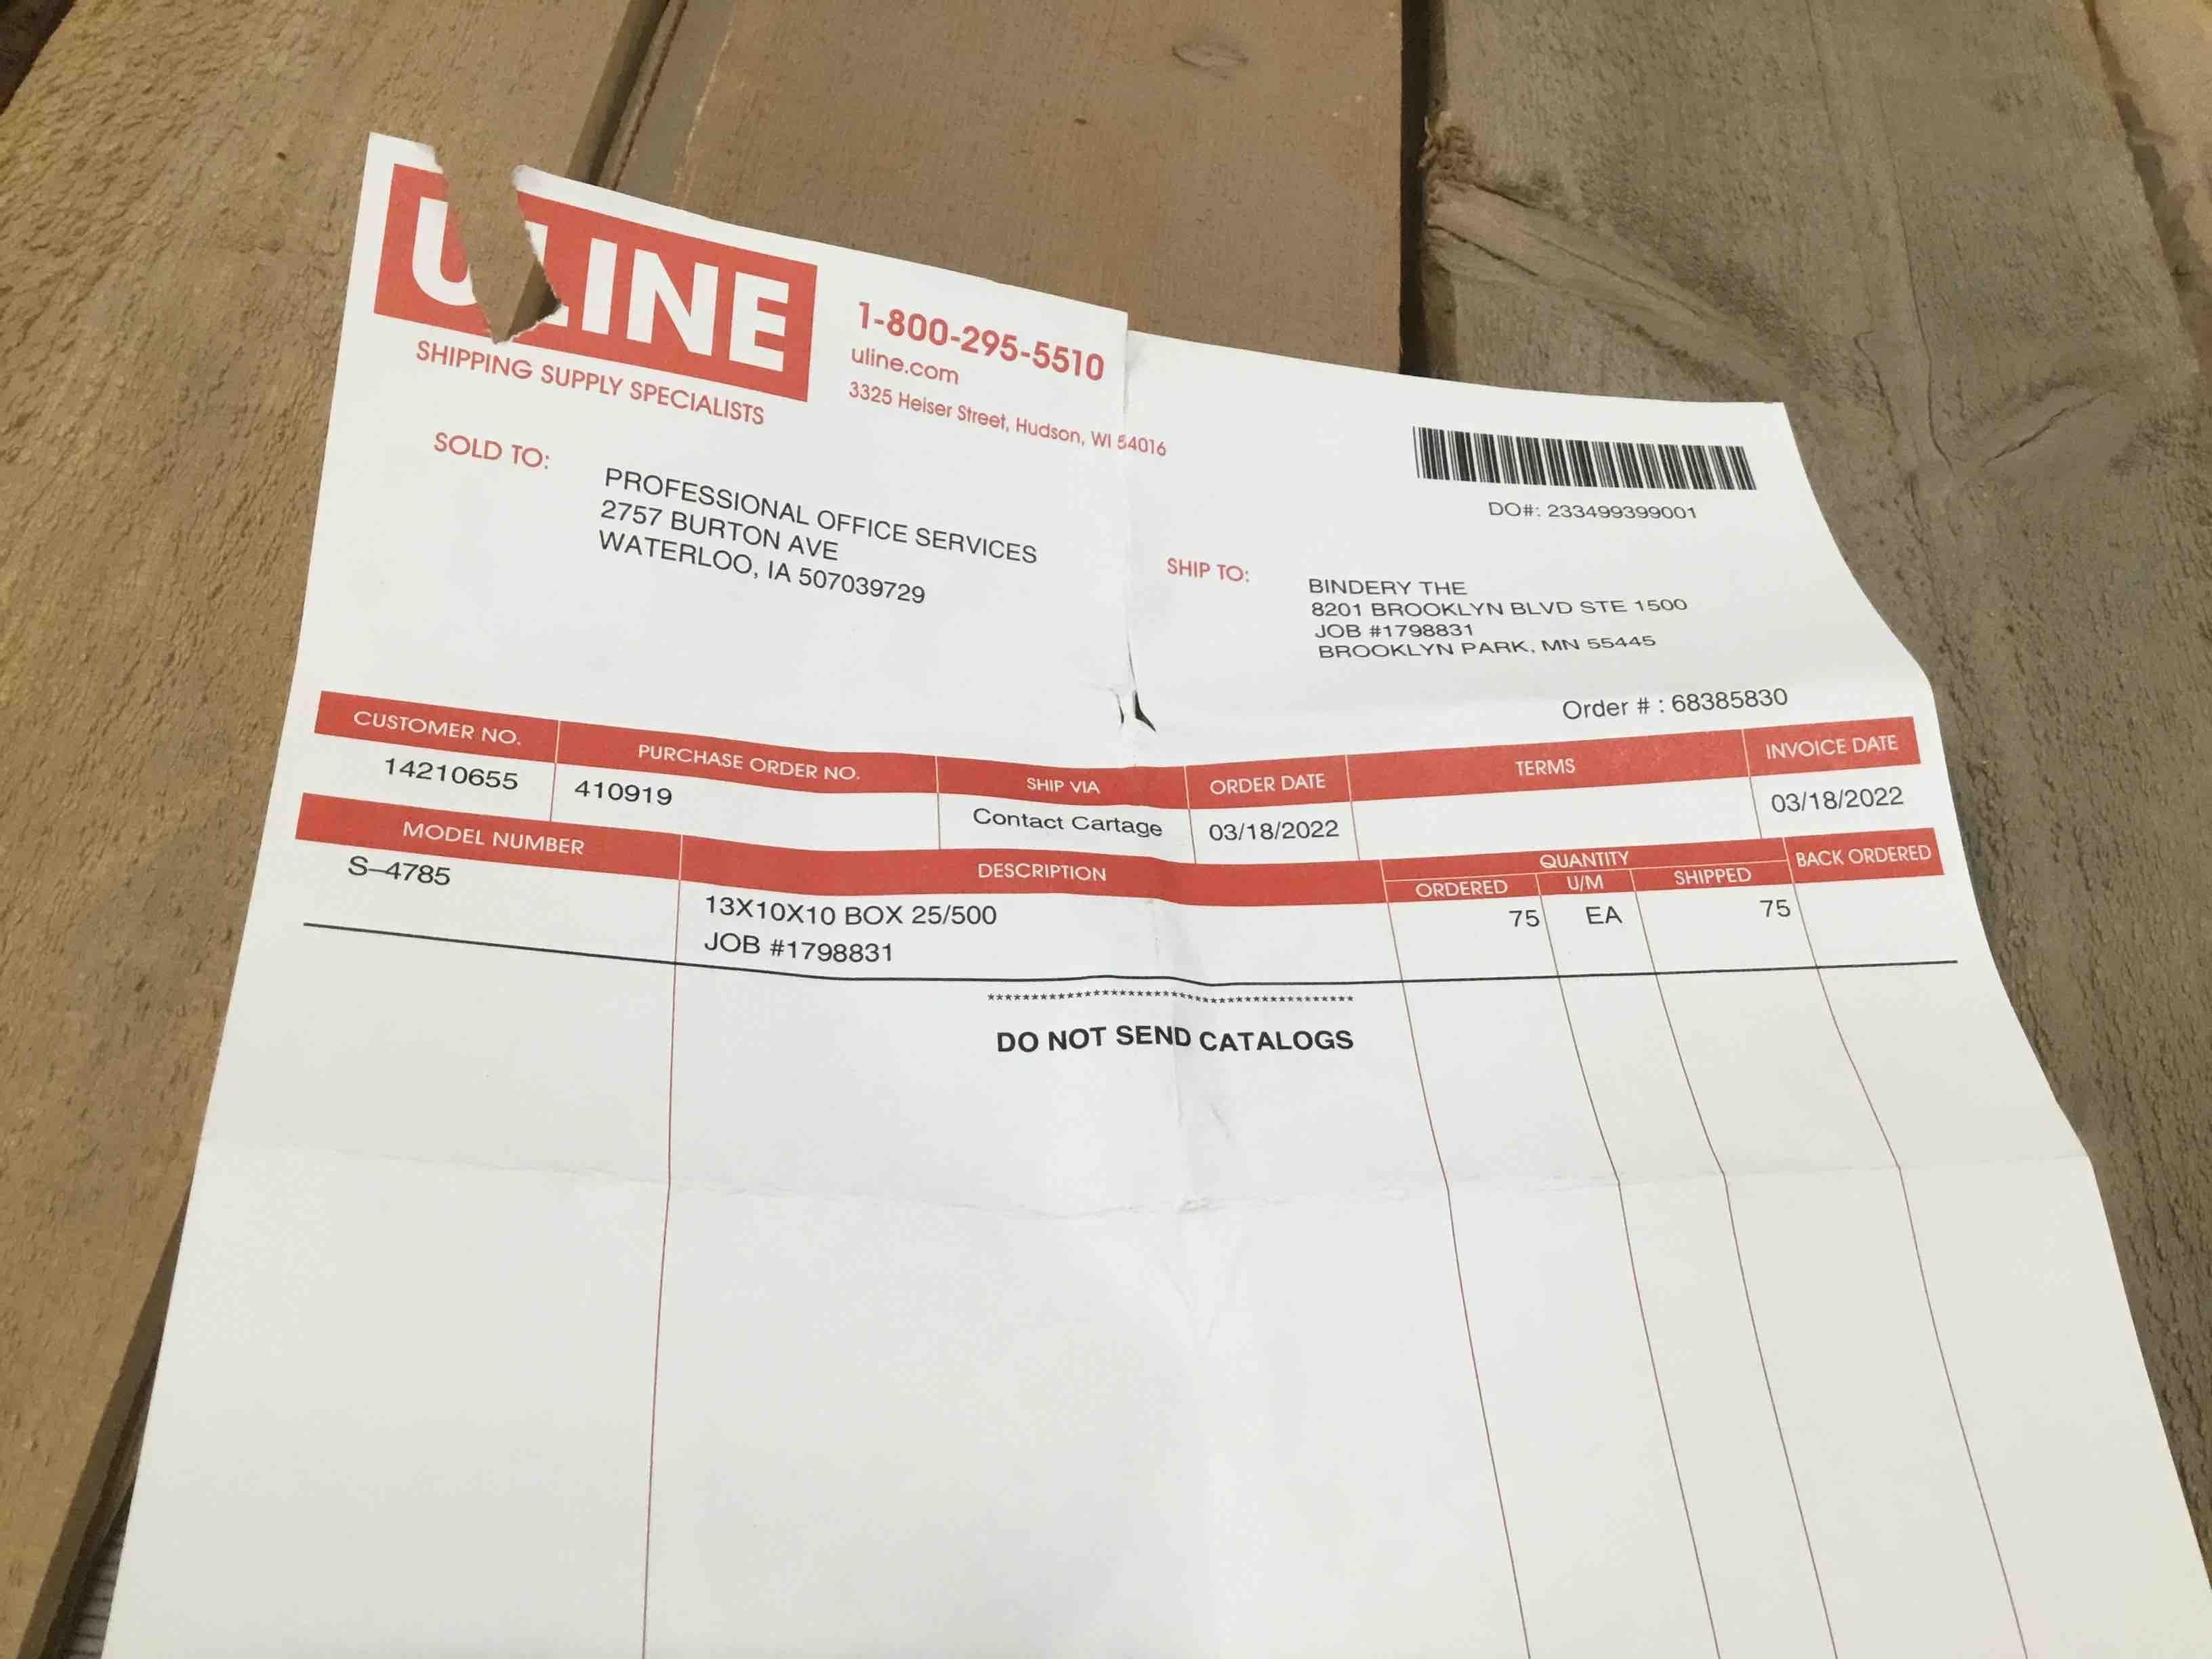 ULINE
SHIPPING SUPPLY SPECIALISTS
1-800-295-5510
uline.com
3325 Heiser Street, Hudson, WI 54016
DO#: 233499399001
SOLD TO:
PROFESSIONAL OFFICE SERVICES
2757 BURTON AVE
WATERLOO, IA 507039729
SHIP TO:
BINDERY THE
8201 BROOKLYN BLVD STE 1500
JOB #1798831
BROOKLYN PARK, MN 55445
Order # : 68385830
CUSTOMER NO. PURCHASE ORDER NO. SHIP VIA ORDER DATE TERMS INVOICE DATE
14210655 410919 Contact Cartage 03/18/2022 03/18/2022
MODEL NUMBER DESCRIPTION QUANTITY BACK ORDERED
ORDERED U/M SHIPPED
S-4785 13X10X10 BOX 25/500 75 EA 75
JOB #1798831
******************************************
DO NOT SEND CATALOGS